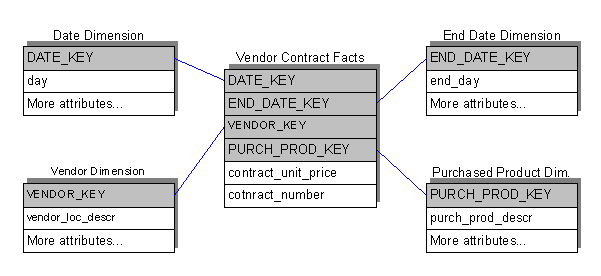 Date Dimension
DATE_KEY
day
More attributes...
Vendor Contract Facts
DATE_KEY
END_DATE_KEY
VENDOR_KEY
PURCH_PROD_KEY
contract_unit_price
cotnract_number
End Date Dimension
END_DATE_KEY
end_day
More attributes...
Vendor Dimension
VENDOR_KEY
vendor_loc_descr
More attributes...
Purchased Product Dim.
PURCH_PROD_KEY
purch_prod_descr
More attributes...